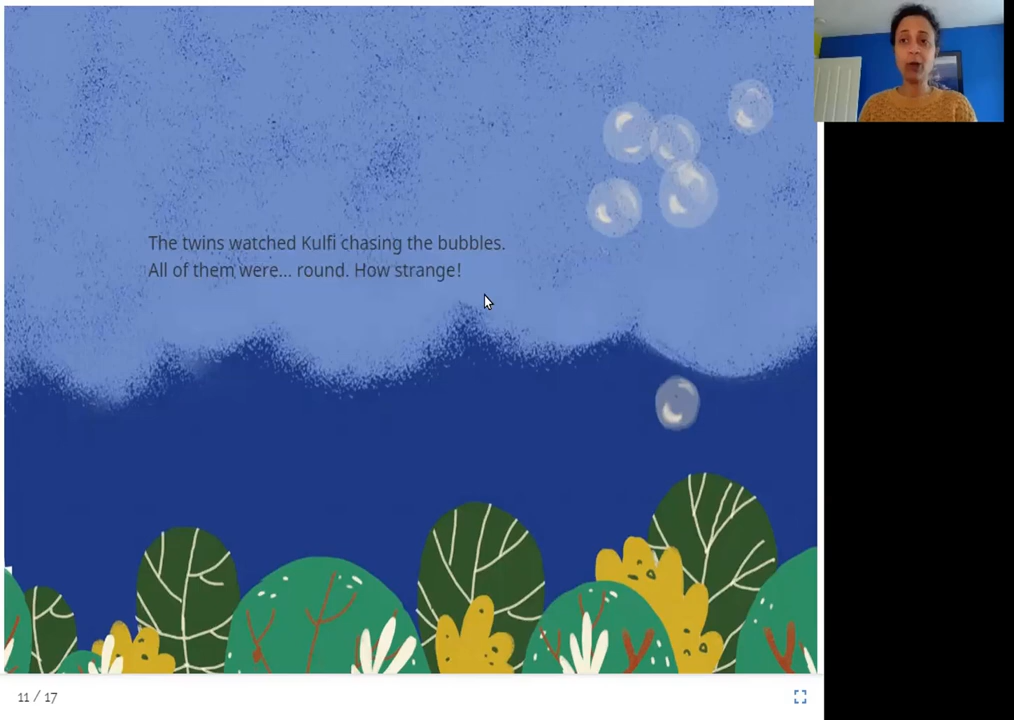 The twins watched Kulfi chasing the bubbles.
All of them were... round. How strange!
11 / 17